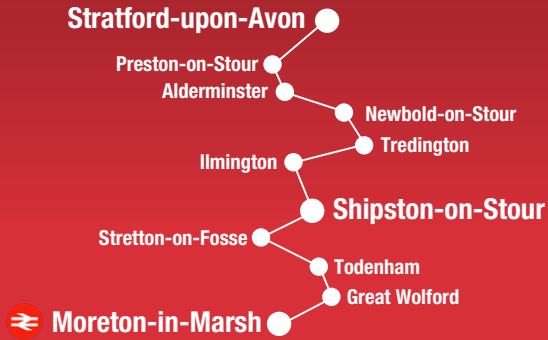 Stratford-upon-Avon
Preston-on-Stour
Alderminster
Newbold-on-Stour
Tredington
Ilmington
Shipston-on-Stour
Stretton-on-Fosse
Todenham
Great Wolford
Moreton-in-Marsh